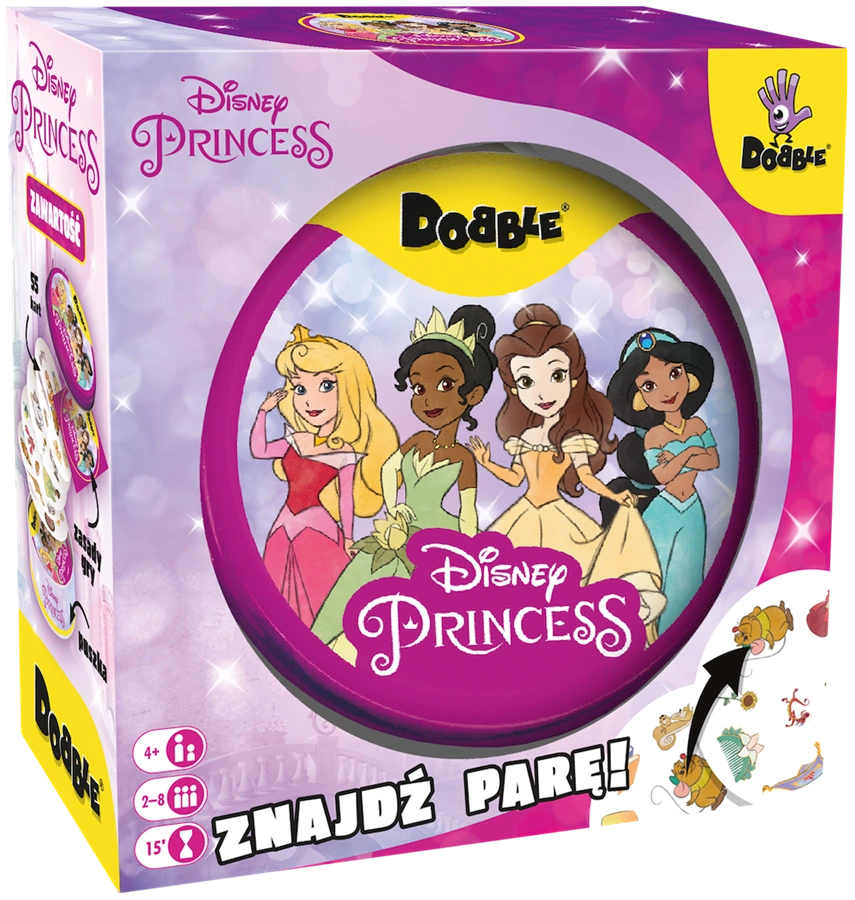 Disney
PRINCESS
ZAWARTOŚĆ
55
kart
zasady
gry
puszka
DOBBLE
Disney
PRINCESS
DOBBLE®
DOBBLE®
Disney
PRINCESS
4+
2–8
15'
ZNAJDŹ PARĘ!